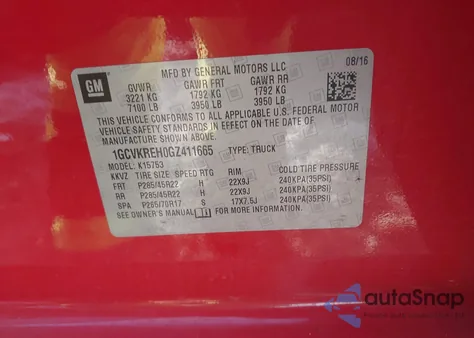 GM
MFD BY GENERAL MOTORS LLC 08/16
GVWR GAWR FRT GAWR RR
3221 KG 1792 KG 1792 KG
7100 LB 3950 LB 3950 LB
THIS VEHICLE CONFORMS TO ALL APPLICABLE U.S. FEDERAL MOTOR
VEHICLE SAFETY STANDARDS IN EFFECT ON THE DATE OF
MANUFACTURE SHOWN ABOVE.
1GCVKREH0GZ411665 TYPE: TRUCK
MODEL: K15753
KKVZ TIRE SIZE SPEED RTG RIM COLD TIRE PRESSURE
FRT P285/45R22 H 22X9J 240KPA(35PSI)
RR P285/45R22 H 22X9J 240KPA(35PSI)
SPA P265/70R17 S 17X7.5J 240KPA(35PSI)
SEE OWNER'S MANUAL FOR MORE INFORMATION.
autoSnap